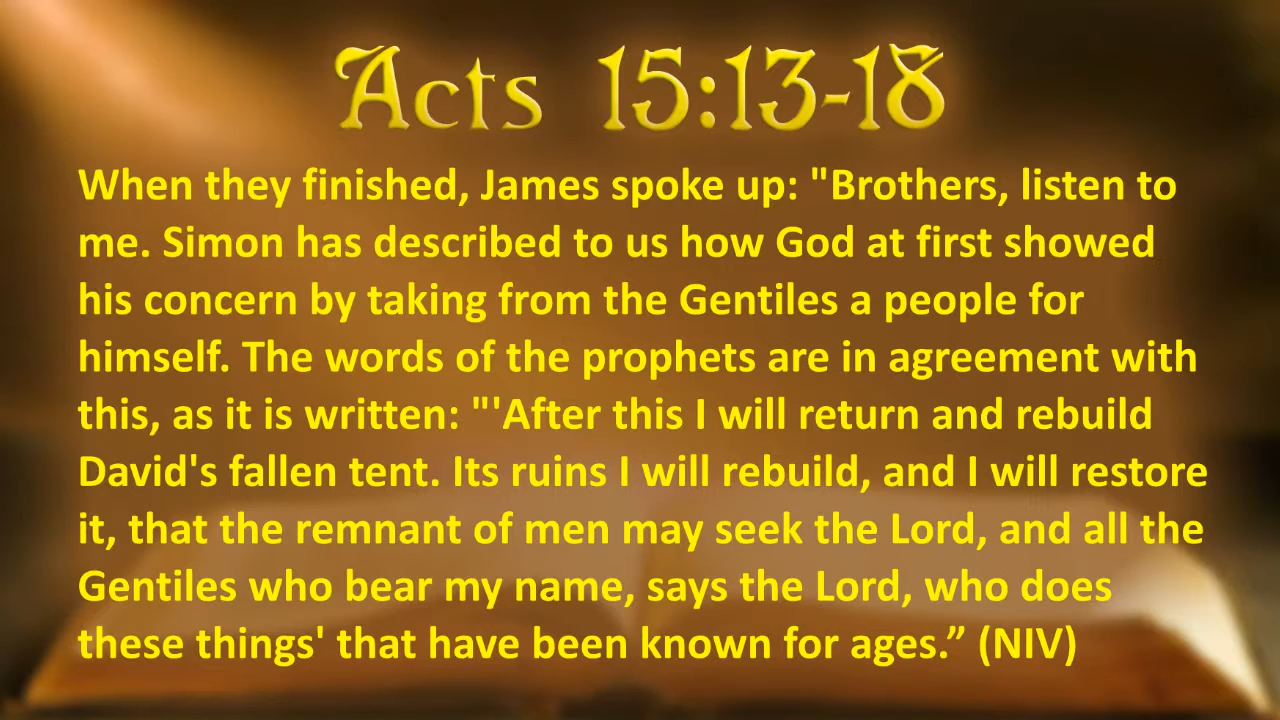 Acts 15:13-18
When they finished, James spoke up: "Brothers, listen to
me. Simon has described to us how God at first showed
his concern by taking from the Gentiles a people for
himself. The words of the prophets are in agreement with
this, as it is written: "'After this I will return and rebuild
David's fallen tent. Its ruins I will rebuild, and I will restore
it, that the remnant of men may seek the Lord, and all the
Gentiles who bear my name, says the Lord, who does
these things' that have been known for ages.” (NIV)